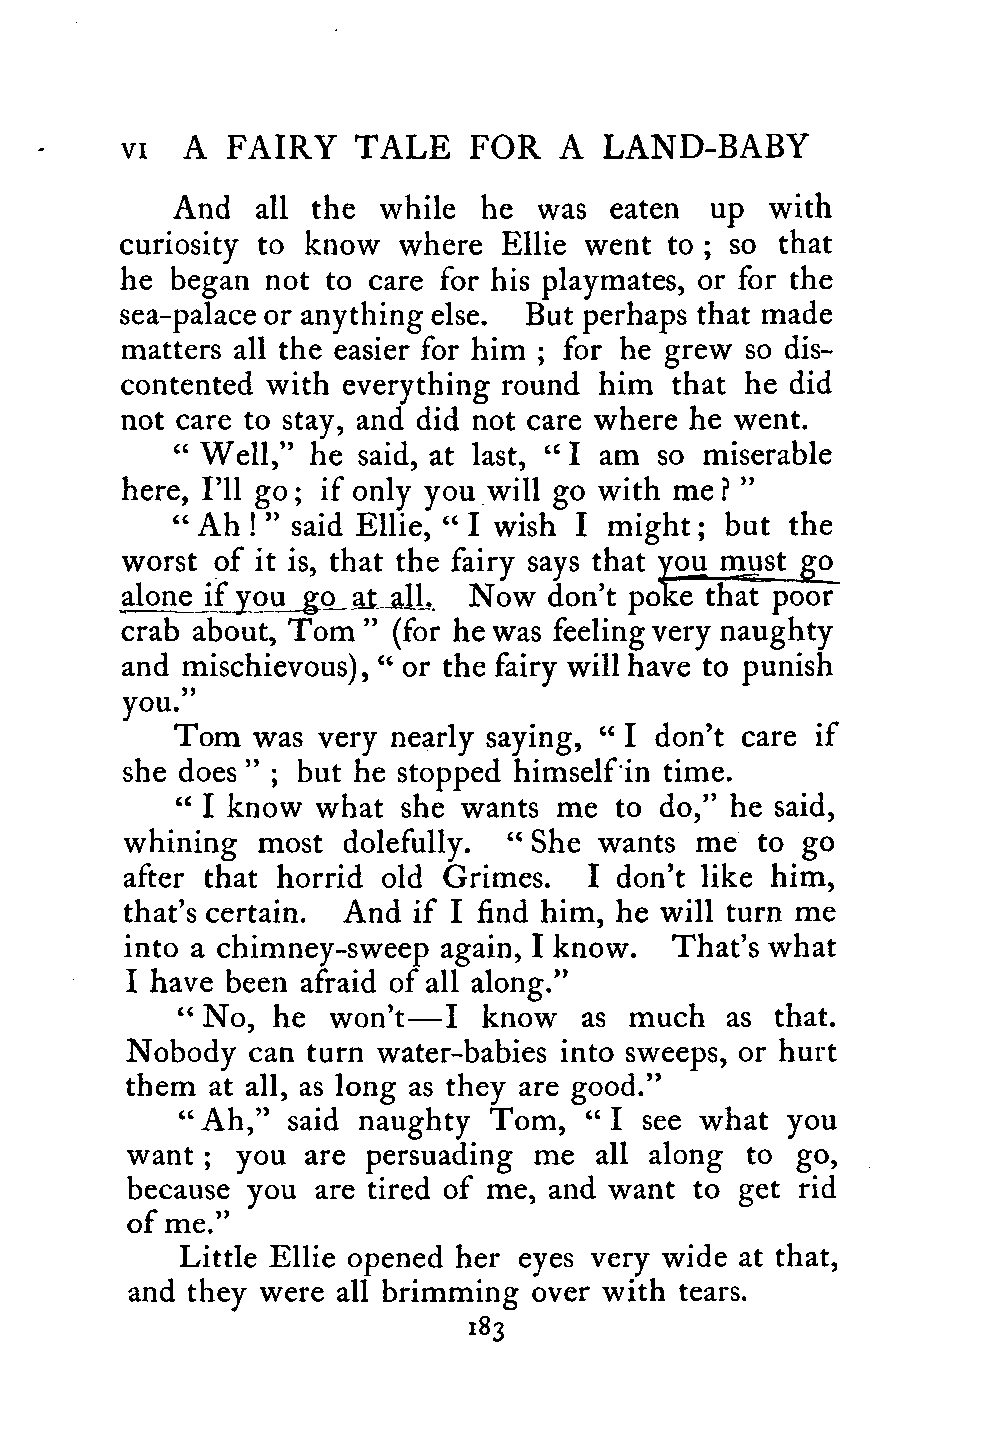 VI A FAIRY TALE FOR A LAND-BABY
And all the while he was eaten up with
curiosity to know where Ellie went to ; so that
he began not to care for his playmates, or for the
sea-palace or anything else. But perhaps that made
matters all the easier for him ; for he grew so dis-
contented with everything round him that he did
not care to stay, and did not care where he went.
“ Well,” he said, at last, “ I am so miserable
here, I’ll go ; if only you will go with me ? ”
“ Ah ! ” said Ellie, “ I wish I might ; but the
worst of it is, that the fairy says that you must go
alone if you go at all. Now don’t poke that poor
crab about, Tom ” (for he was feeling very naughty
and mischievous), “ or the fairy will have to punish
you.”
Tom was very nearly saying, “ I don’t care if
she does ” ; but he stopped himself in time.
“ I know what she wants me to do,” he said,
whining most dolefully. “ She wants me to go
after that horrid old Grimes. I don’t like him,
that’s certain. And if I find him, he will turn me
into a chimney-sweep again, I know. That’s what
I have been afraid of all along.”
“ No, he won’t—I know as much as that.
Nobody can turn water-babies into sweeps, or hurt
them at all, as long as they are good.”
“ Ah,” said naughty Tom, “ I see what you
want ; you are persuading me all along to go,
because you are tired of me, and want to get rid
of me.”
Little Ellie opened her eyes very wide at that,
and they were all brimming over with tears.
183